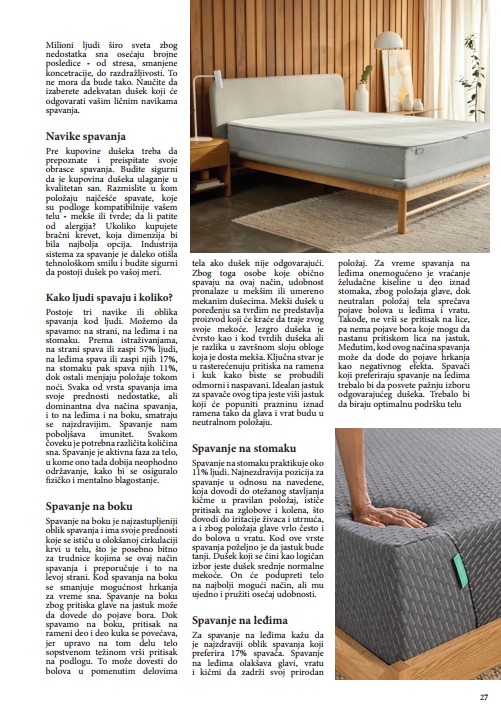 Milioni ljudi širo sveta zbog
nedostatka sna osećaju brojne
posledice - od stresa, smanjene
koncetracije, do razdražljivosti. To
ne mora da bude tako. Naučite da
izaberete adekvatan dušek koji će
odgovarati vašim ličnim navikama
spavanja.
Navike spavanja
Pre kupovine dušeka treba da
prepoznate i preispitate svoje
obrasce spavanja. Budite sigurni
da je kupovina dušeka ulaganje u
kvalitetan san. Razmislite u kom
položaju najčešće spavate, koje
su podloge kompatibilnije vašem
telu - mekše ili tvrde; da li patite
od alergija? Ukoliko kupujete
bračni krevet, koja dimenzija bi
bila najbolja opcija. Industrija
sistema za spavanje je daleko otišla
tehnološkom smilu i budite sigurni
da postoji dušek po vašoj meri.
Kako ljudi spavaju i koliko?
Postoje tri navike ili oblika
spavanja kod ljudi. Možemo da
spavamo: na strani, na leđima i na
stomaku. Prema istraživanjima,
na strani spava ili zaspi 57% ljudi,
na leđima spava ili zaspi njih 17%,
na stomaku pak spava njih 11%,
dok ostali menjaju položaje tokom
noći. Svaka od vrsta spavanja ima
svoje prednosti nedostatke, ali
dominantna dva načina spavanja,
i to na leđima i na boku, smatraju
se najzdravijim. Spavanje nam
poboljšava imunitet. Svakom
čoveku je potrebna različita količina
sna. Spavanje je aktivna faza za telo,
u kome ono tada dobija neophodno
održavanje, kako bi se osiguralo
fizičko i mentalno blagostanje.
Spavanje na boku
Spavanje na boku je najzastupljeniji
oblik spavanja i ima svoje prednosti
koje se ističu u olokšanoj cirkulaciji
krvi u telu, što je posebno bitno
za trudnice kojima se ovaj način
spavanja i preporučuje i to na
levoj strani. Kod spavanja na boku
se smanjuje mogućnost hrkanja
za vreme sna. Spavanje na boku
zbog pritiska glave na jastuk može
da dovede do pojave bora. Dok
spavamo na boku, pritisak na
rameni deo i deo kuka se povećava,
jer upravo na tom delu telo
sopstvenom težinom vrši pritisak
na podlogu. To može dovesti do
bolova u pomenutim delovima
tela ako dušek nije odgovarajući.
Zbog toga osobe koje obično
spavaju na ovaj način, udobnost
pronalaze u mekšim ili umereno
mekanim dušecima. Mekši dušek u
poređenju sa tvrdim ne predstavlja
proizvod koji će kraće da traje zvog
svoje mekoće. Jezgro dušeka je
čvrsto kao i kod tvrdih dušeka ali
je razlika u završnom sloju obloge
koja je dosta mekša. Ključna stvar je
u rasterećenuju pritiska na ramena
i kuk kako biste se probudili
odmorni i naspavani. Idealan jastuk
za spavače ovog tipa jeste viši jastuk
koji će popuniti prazninu iznad
ramena tako da glava i vrat budu u
neutralnom položaju.
Spavanje na stomaku
Spavanje na stomaku praktikuje oko
11% ljudi. Najnezdravija pozicija za
spavanje u odnosu na navedene,
koja dovodi do otežanog stavljanja
kičme u pravilan položaj, ističe
pritisak na zglobove i kolena, što
dovodi do iritacije živaca i utrnuća,
a i zbog položaja glave vrlo često i
do bolova u vratu. Kod ove vrste
spavanja poželjno je da jastuk bude
tanji. Dušek koji se čini kao logičan
izbor jeste dušek srednje normalne
mekoće. On će podupreti telo
na najbolji mogući način, ali mu
ujedno i pružiti osećaj udobnosti.
Spavanje na leđima
Za spavanje na leđima kažu da
je najzdraviji oblik spavanja koji
preferira 17% spavača. Spavanje
na leđima olakšava glavi, vratu
i kičmi da zadrži svoj prirodan
položaj. Za vreme spavanja na
leđima onemogućeno je vraćanje
želudačne kiseline u deo iznad
stomaka, zbog položaja glave, dok
neutralan položaj tela sprečava
pojave bolova u leđima i vratu.
Takođe, ne vrši se pritisak na lice,
pa nema pojave bora koje mogu da
nastanu pritiskom lica na jastuk.
Međutim, kod ovog načina spavanja
može da dođe do pojave hrkanja
kao negativnog efekta. Spavači
koji preferiraju spavanje na leđima
trebalo bi da posvete pažnju izboru
odgovarajućeg dušeka. Trebalo bi
da biraju optimalno podršku telu
27